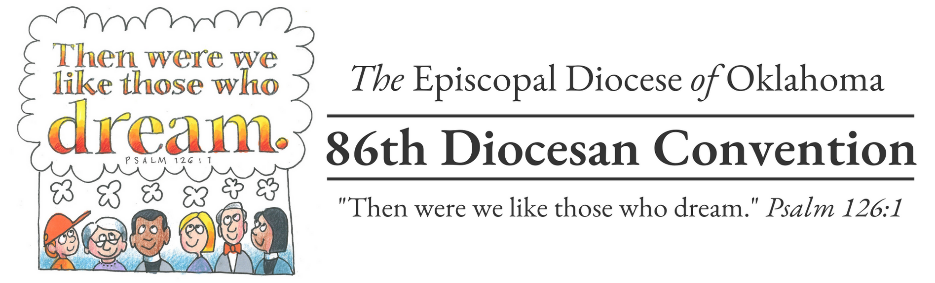 Then were we
like those who
dream.
PSALM 126:1
The Episcopal Diocese of Oklahoma
86th Diocesan Convention
"Then were we like those who dream." Psalm 126:1